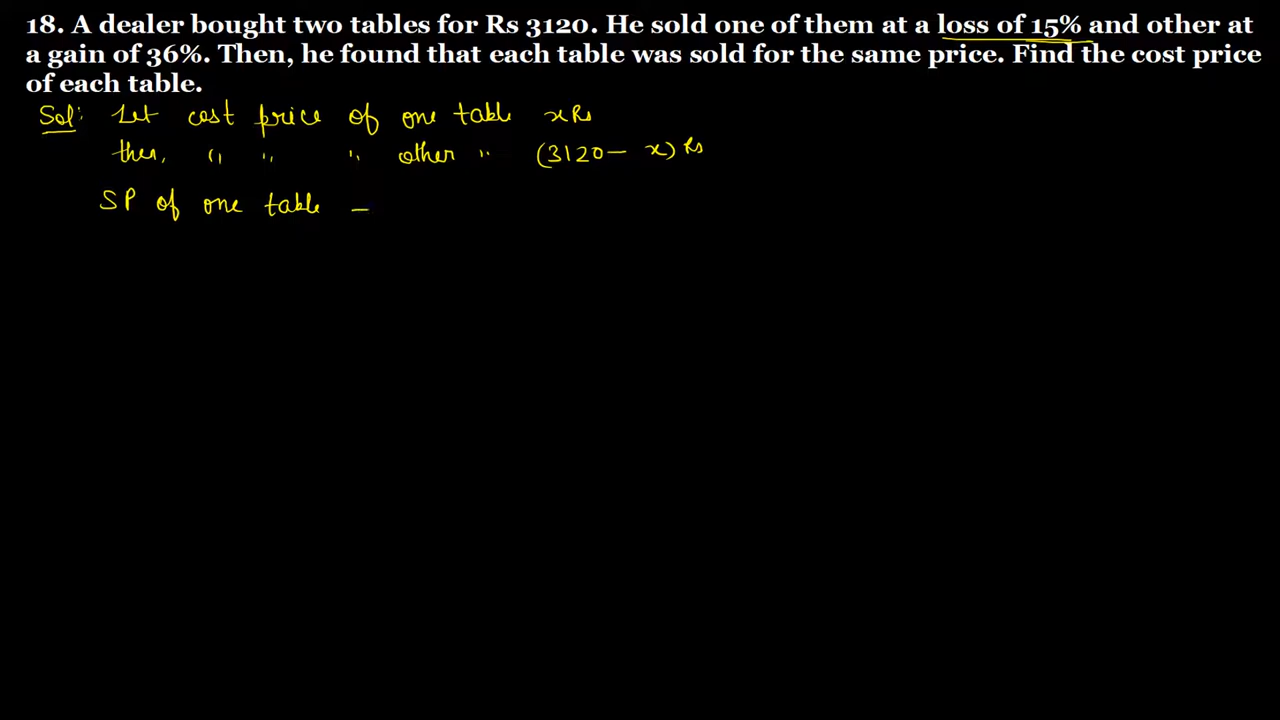 18. A dealer bought two tables for Rs 3120. He sold one of them at a loss of 15% and other at
a gain of 36%. Then, he found that each table was sold for the same price. Find the cost price
of each table.
Sol: Let cost price of one table x Rs
then, " " " other " (3120 - x) Rs
SP of one table =